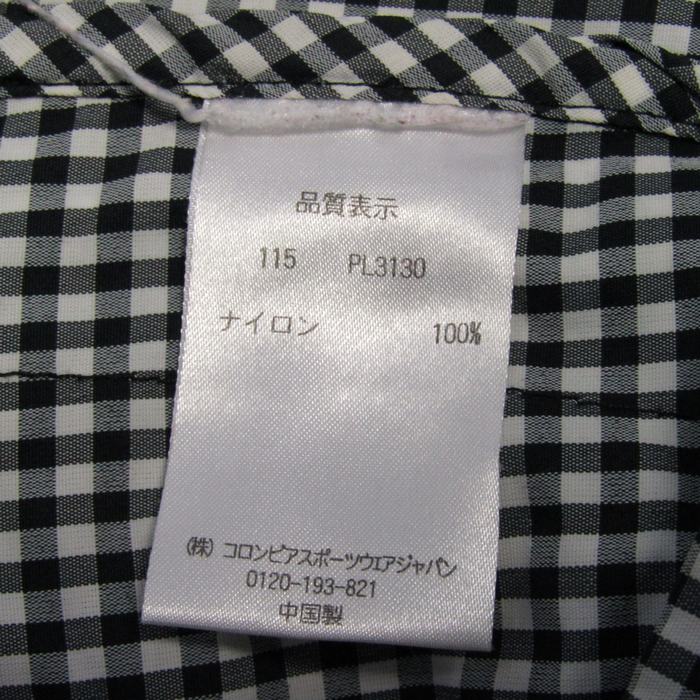 品質表示
115 PL3130
ナイロン 100%
(株) コロンビアスポーツウェアジャパン
0120-193-821
中国製